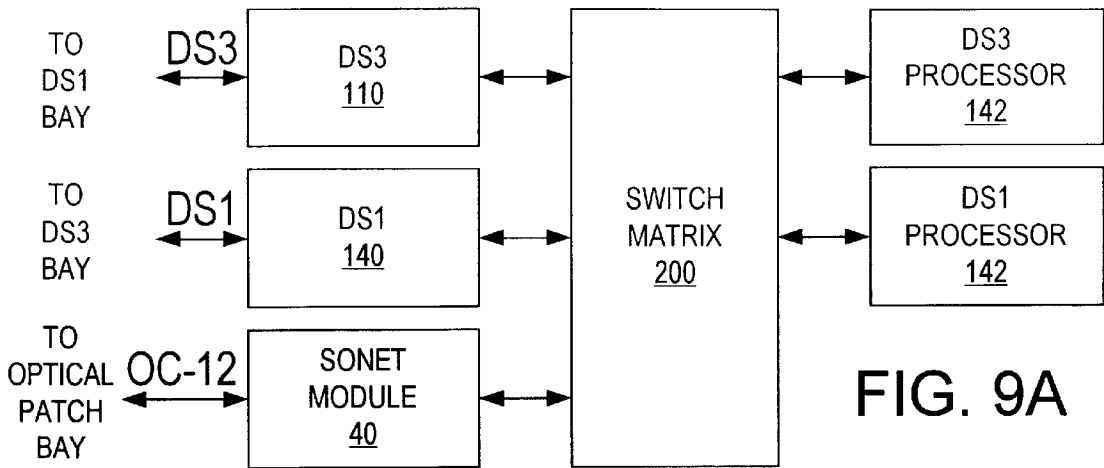 TO
DS1
BAY
DS3
DS3
110
TO
DS3
BAY
DS1
DS1
140
TO
OPTICAL
PATCH
BAY
OC-12
SONET
MODULE
40
SWITCH
MATRIX
200
DS3
PROCESSOR
142
DS1
PROCESSOR
142
FIG. 9A